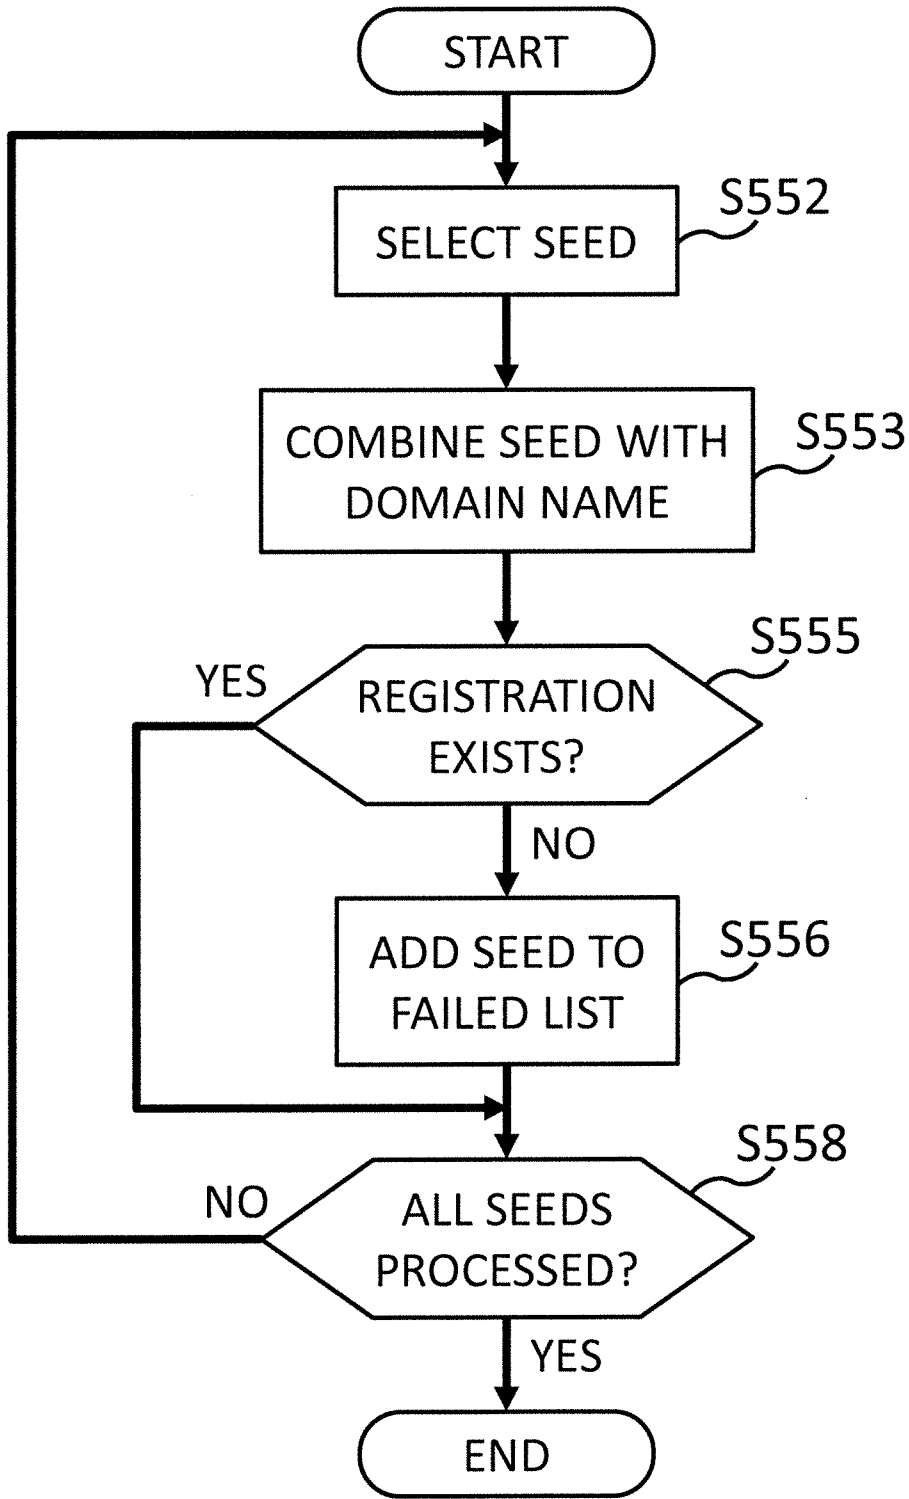 START
S552
SELECT SEED
S553
COMBINE SEED WITH
DOMAIN NAME
S555
YES
REGISTRATION
EXISTS?
NO
S556
ADD SEED TO
FAILED LIST
S558
NO
ALL SEEDS
PROCESSED?
YES
END